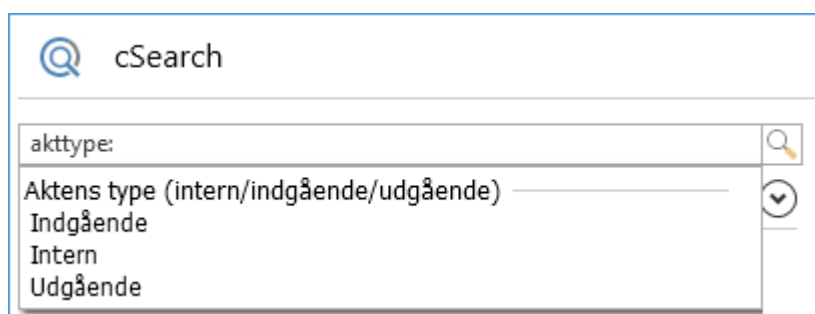 cSearch
akttype:
Aktens type (intern/indgående/udgående)
Indgående
Intern
Udgående